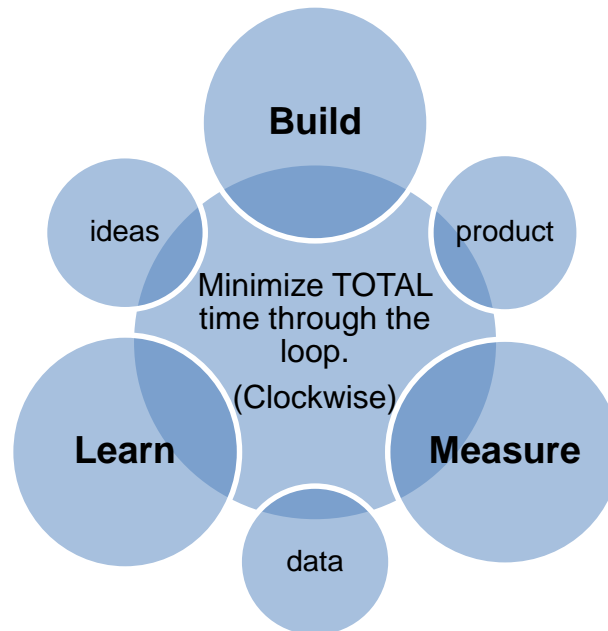 Build
ideas
product
Minimize TOTAL
time through the
loop.
(Clockwise)
Learn
Measure
data